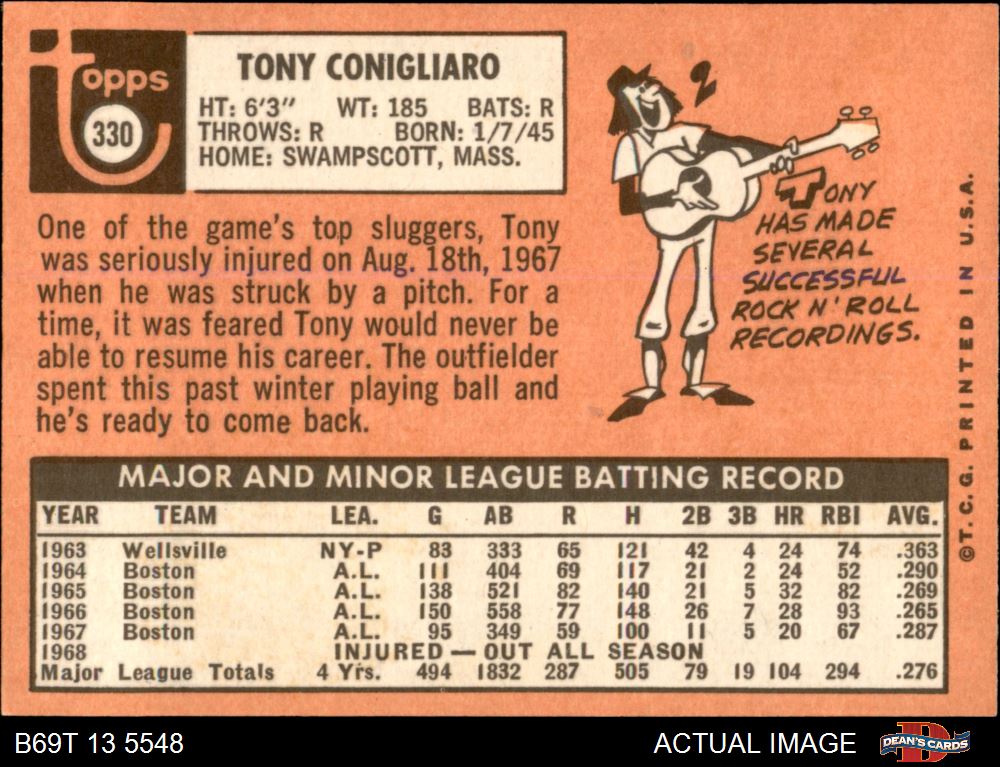 Topps
330
TONY CONIGLIARO
HT: 6'3" WT: 185 BATS: R
THROWS: R BORN: 1/7/45
HOME: SWAMPSCOTT, MASS.
One of the game's top sluggers, Tony
was seriously injured on Aug. 18th, 1967
when he was struck by a pitch. For a
time, it was feared Tony would never be
able to resume his career. The outfielder
spent this past winter playing ball and
he's ready to come back.
TONY
HAS MADE
SEVERAL
SUCCESSFUL
ROCK N' ROLL
RECORDINGS.
©T. C. G. PRINTED IN U.S.A.
MAJOR AND MINOR LEAGUE BATTING RECORD
YEAR TEAM LEA. G AB R H 2B 3B HR RBI AVG.
1963 Wellsville NY-P 83 333 65 121 42 4 24 74 .363
1964 Boston A.L. 111 404 69 117 21 2 24 52 .290
1965 Boston A.L. 138 521 82 140 21 5 32 82 .269
1966 Boston A.L. 150 558 77 148 26 7 28 93 .265
1967 Boston A.L. 95 349 59 100 11 5 20 67 .287
1968 INJURED — OUT ALL SEASON
Major League Totals 4 Yrs. 494 1832 287 505 79 19 104 294 .276
B69T 13 5548
ACTUAL IMAGE
DEAN'S CARDS